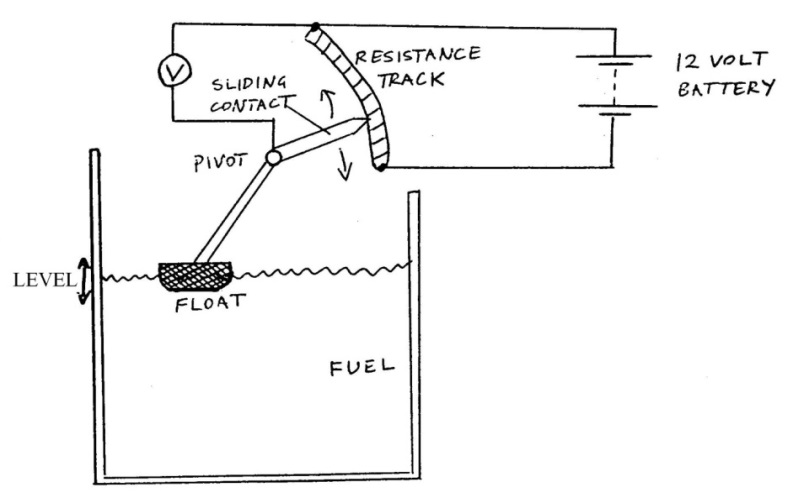 RESISTANCE
TRACK
12 VOLT
BATTERY
V
SLIDING
CONTACT
PIVOT
LEVEL
FLOAT
FUEL